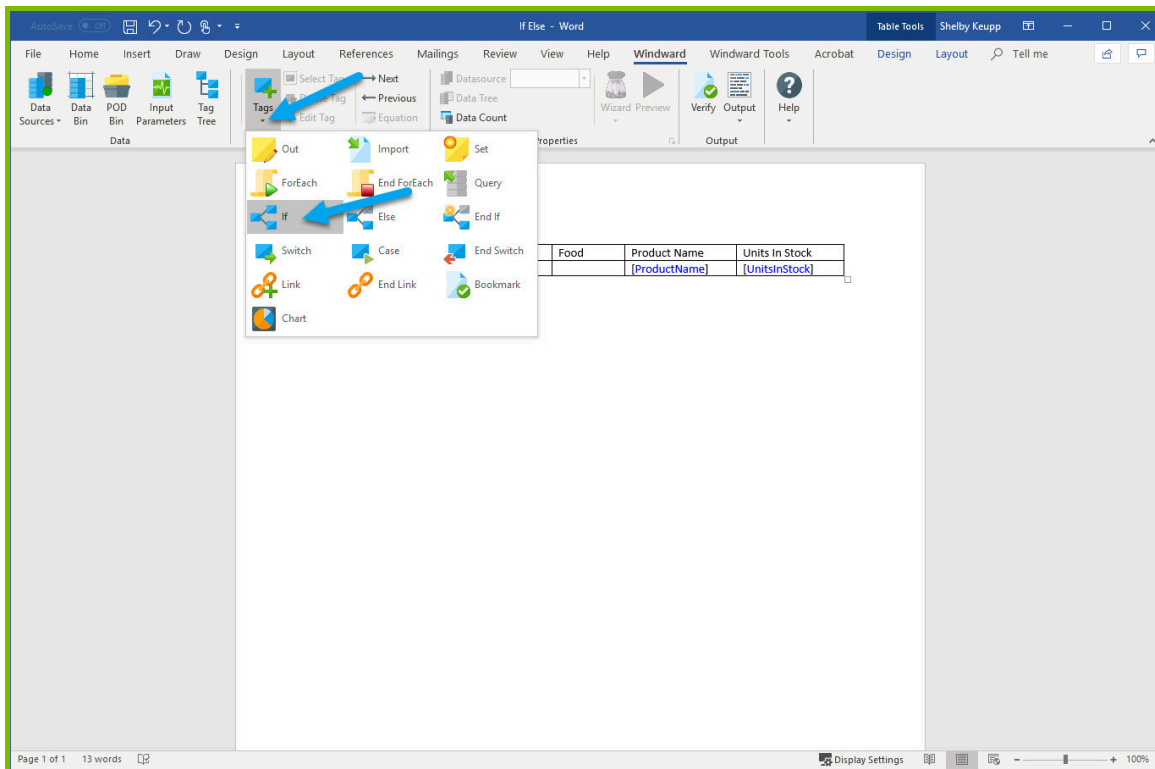 AutoSave Off If Else - Word Table Tools Shelby Keupp
File Home Insert Draw Design Layout References Mailings Review View Help Windward Windward Tools Acrobat Design Layout Tell me
Select Tag Next Datasource
Data Data POD Input Tag Tags Tag Previous Data Tree Wizard Preview Verify Output Help
Sources Bin Bin Parameters Tree Edit Tag Equation Data Count
Data Output
Out Import Set
ForEach End ForEach Query
If Else End If
Switch Case End Switch Food Product Name Units In Stock
[ProductName] [UnitsInStock]
Link End Link Bookmark
Chart
Page 1 of 1 13 words Display Settings 100%